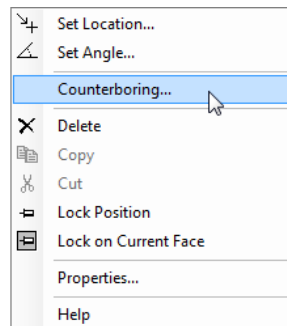 Set Location...
Set Angle...
Counterboring...
Delete
Copy
Cut
Lock Position
Lock on Current Face
Properties...
Help